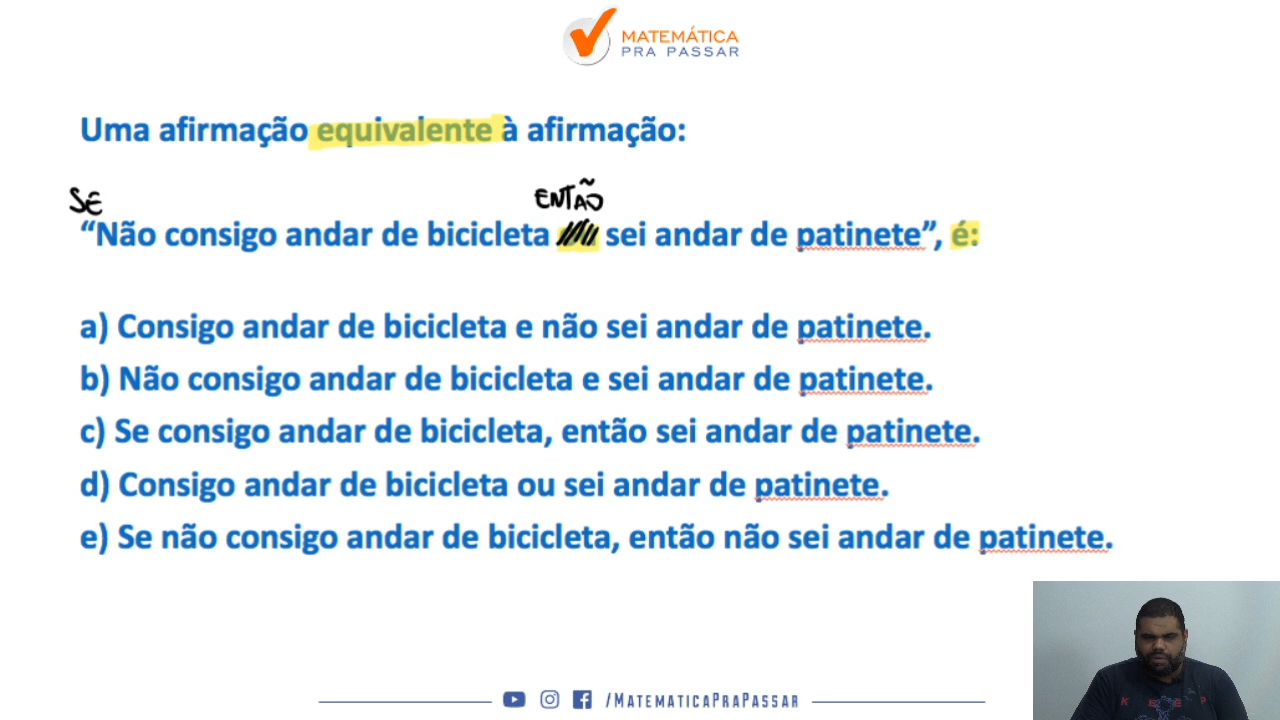 MATEMÁTICA
PRA PASSAR
Uma afirmação equivalente à afirmação:
SE ENTÃO
“Não consigo andar de bicicleta sei andar de patinete”, é:
a) Consigo andar de bicicleta e não sei andar de patinete.
b) Não consigo andar de bicicleta e sei andar de patinete.
c) Se consigo andar de bicicleta, então sei andar de patinete.
d) Consigo andar de bicicleta ou sei andar de patinete.
e) Se não consigo andar de bicicleta, então não sei andar de patinete.
/MATEMATICAPRAPASSAR